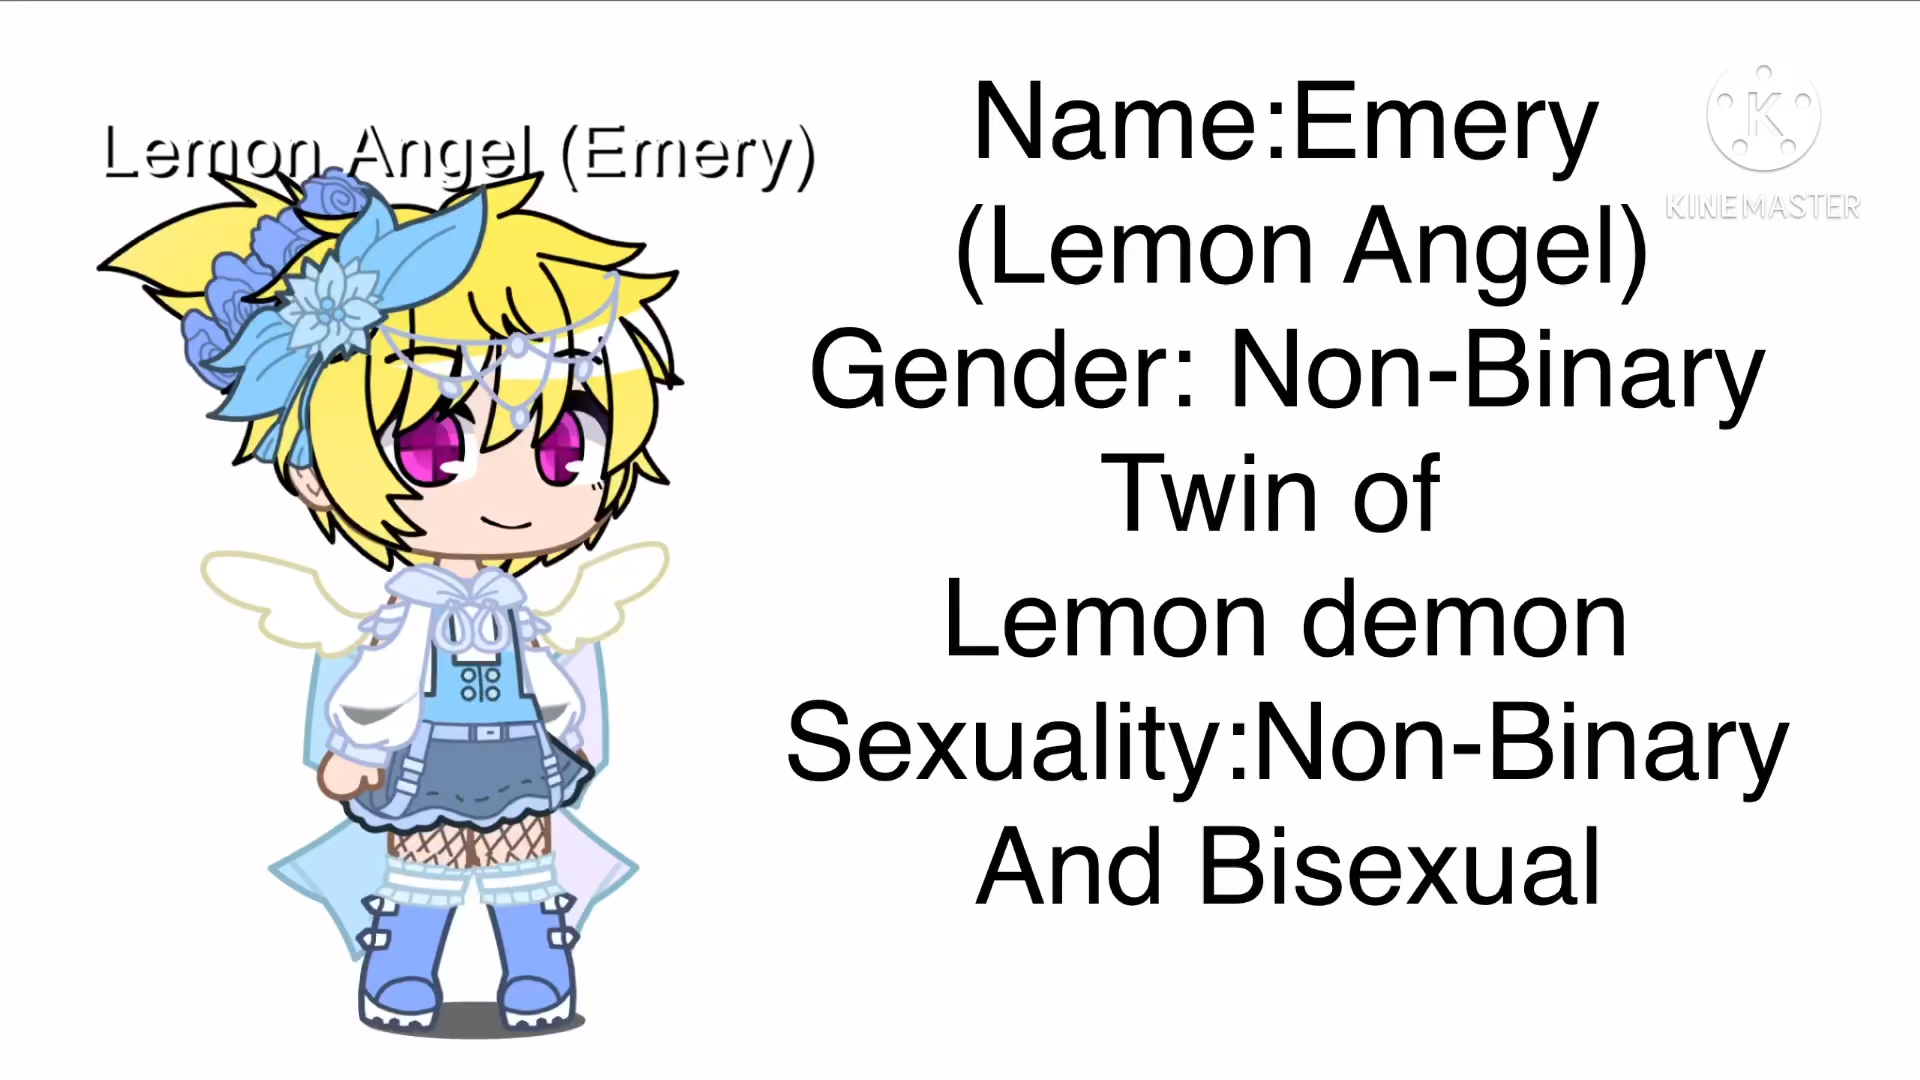 Lemon Angel (Emery)
Name:Emery
(Lemon Angel)
Gender: Non-Binary
Twin of
Lemon demon
Sexuality:Non-Binary
And Bisexual
K
KINEMASTER